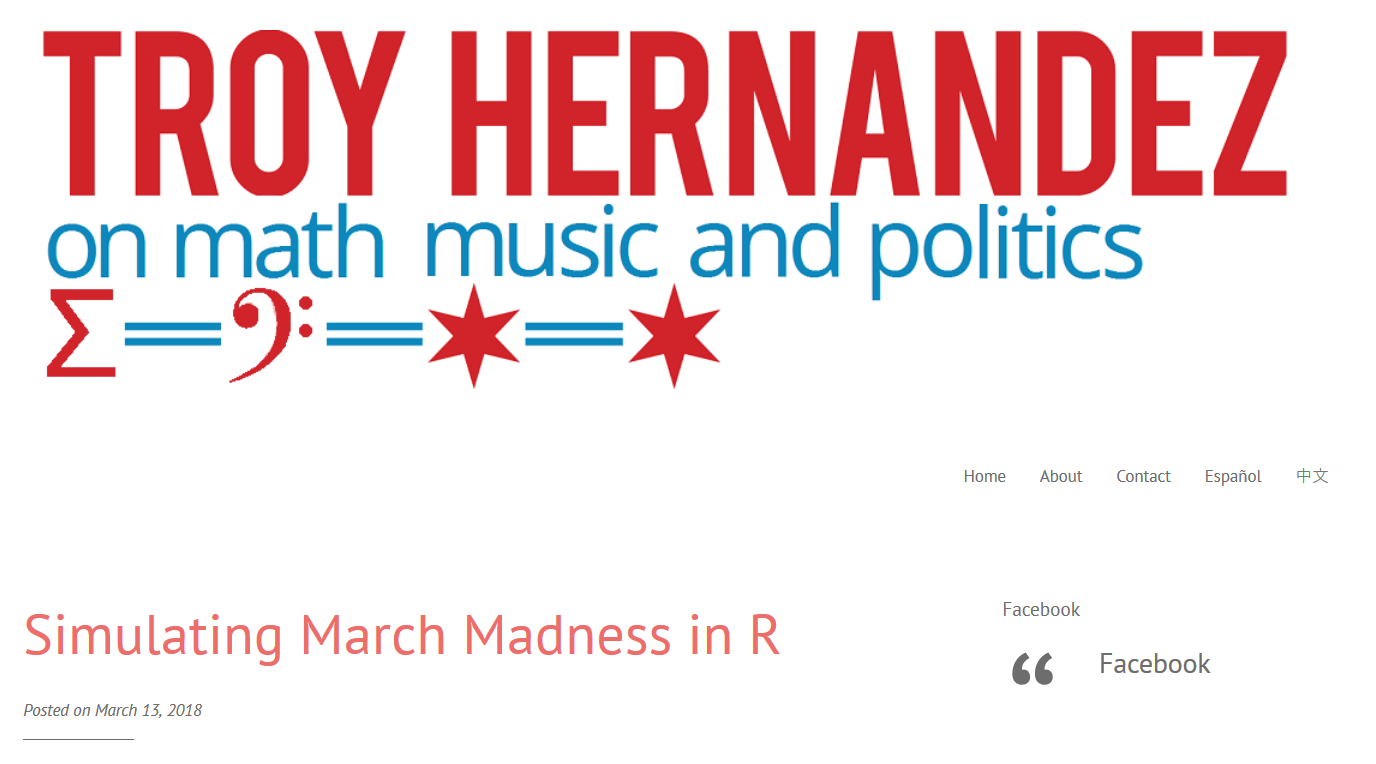 TROY HERNANDEZ
on math music and politics
Home About Contact Español 中文
Simulating March Madness in R
Posted on March 13, 2018
Facebook
Facebook